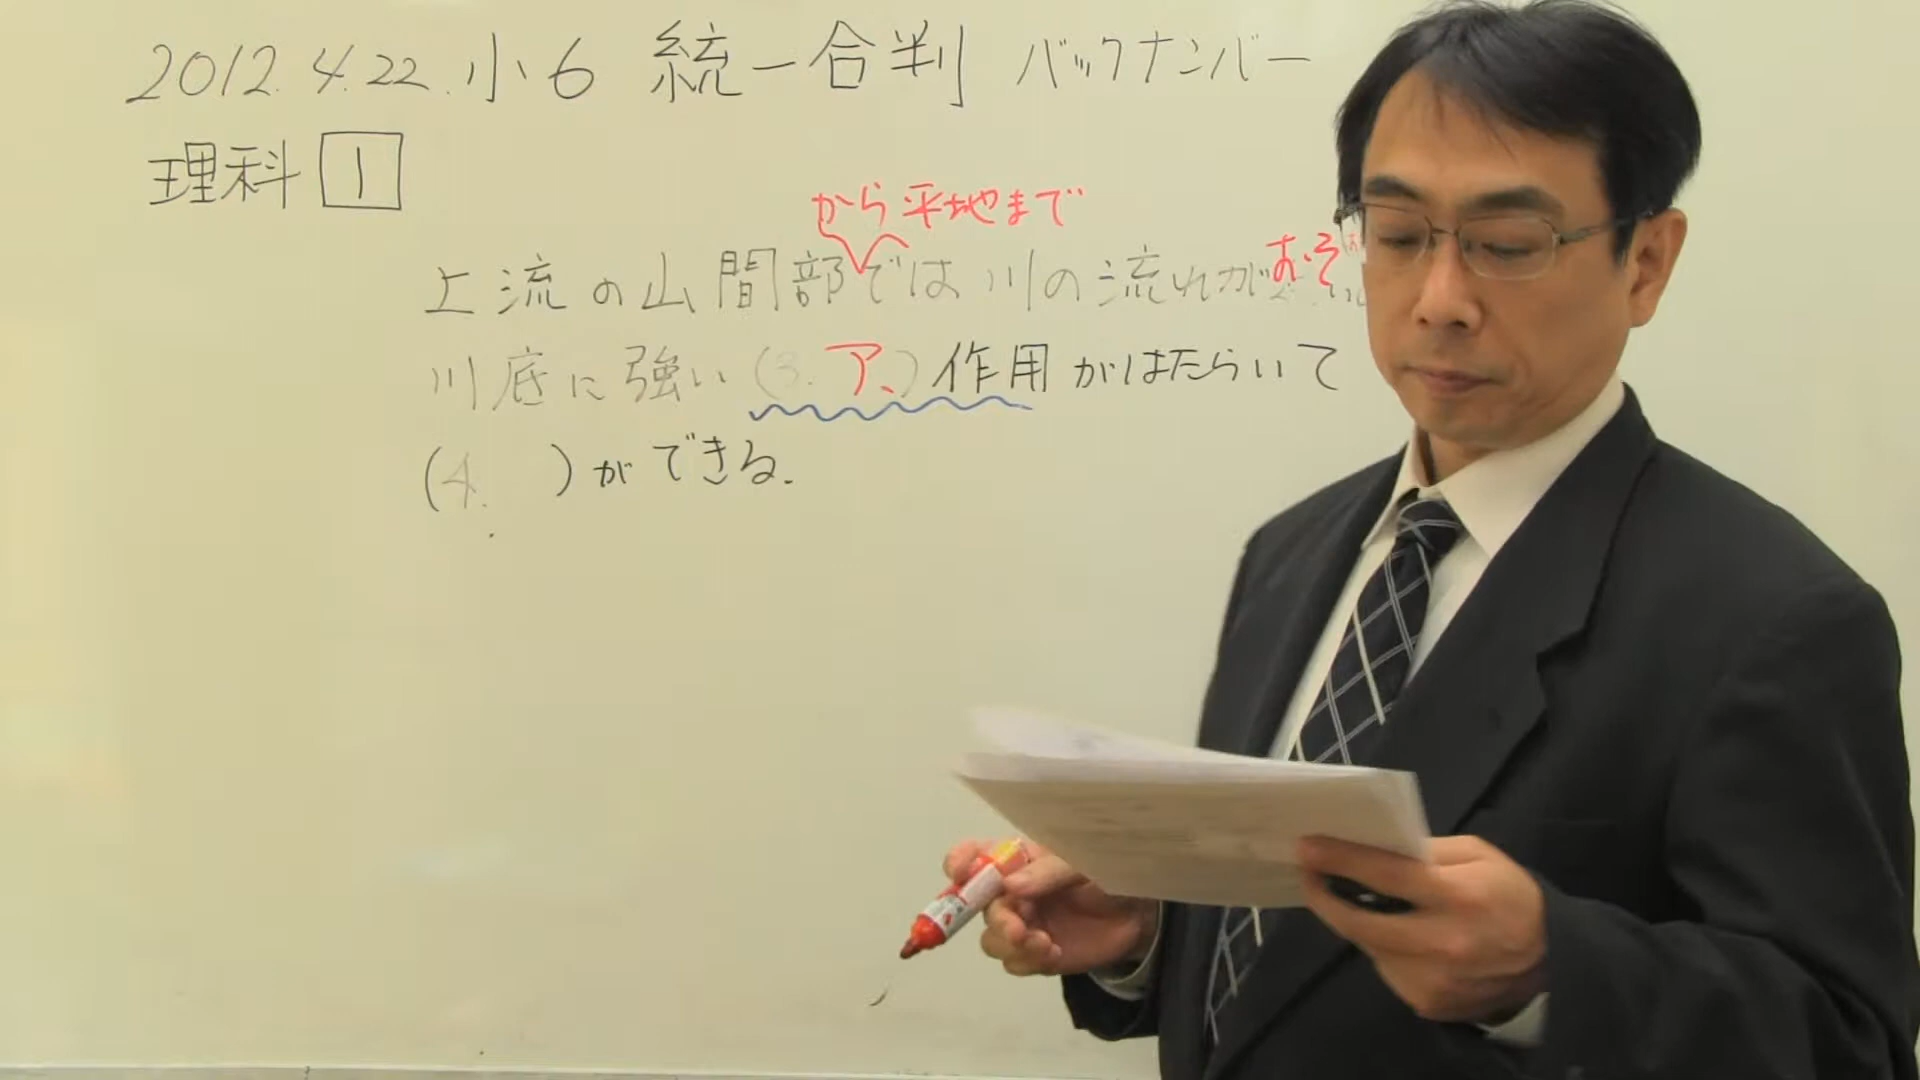 2012.4.22.小6 統一合判 バックナンバー
理科 1
から平地まで
上流の山間部では川の流れが おそ
川底に強い(3.ア.)作用がはたらいて
(4. )ができる.